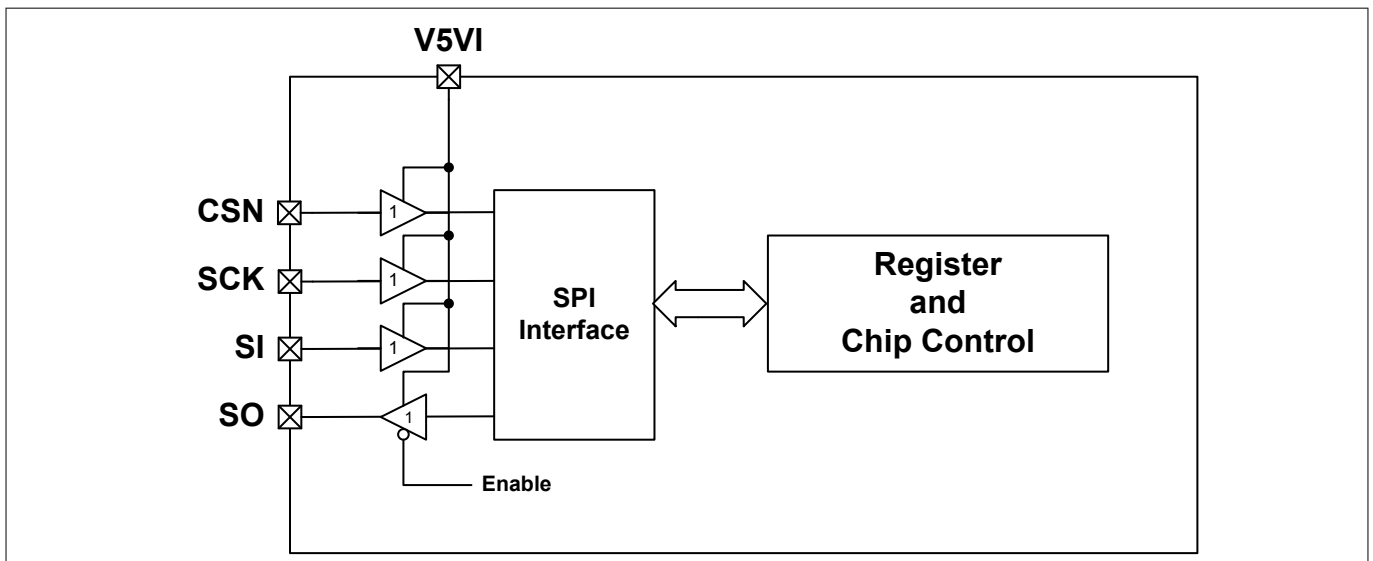 V5VI
CSN
1
SCK
1
SI
1
SO
1
SPI
Interface
Register
and
Chip Control
Enable